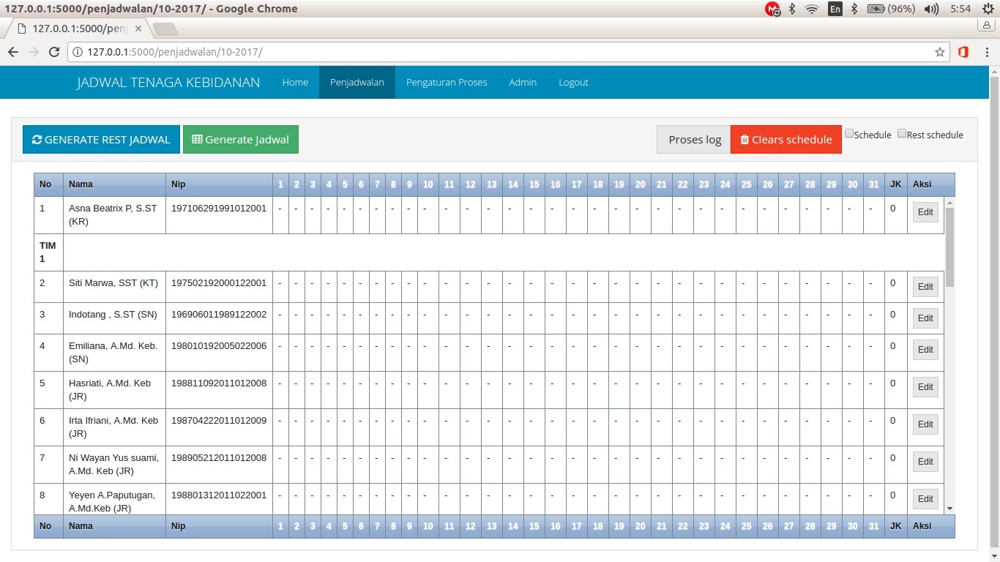 127.0.0.1:5000/penjadwalan/10-2017/ - Google Chrome En (96%) 5:54
127.0.0.1:5000/penj
127.0.0.1:5000/penjadwalan/10-2017/
JADWAL TENAGA KEBIDANAN Home Penjadwalan Pengaturan Proses Admin Logout
GENERATE REST JADWAL Generate Jadwal Proses log Clears schedule Schedule Rest schedule
No Nama Nip 1 2 3 4 5 6 7 8 9 10 11 12 13 14 15 16 17 18 19 20 21 22 23 24 25 26 27 28 29 30 31 JK Aksi
1 Asna Beatrix P, S.ST 197106291991012001 - - - - - - - - - - - - - - - - - - - - - - - - - - - - - - - 0 Edit
(KR)
TIM
1
2 Siti Marwa, SST (KT) 197502192000122001 - - - - - - - - - - - - - - - - - - - - - - - - - - - - - - - 0 Edit
3 Indotang , S.ST (SN) 196906011989122002 - - - - - - - - - - - - - - - - - - - - - - - - - - - - - - - 0 Edit
4 Emiliana, A.Md. Keb. 198010192005022006 - - - - - - - - - - - - - - - - - - - - - - - - - - - - - - - 0 Edit
(SN)
5 Hasriati, A.Md. Keb 198811092011012008 - - - - - - - - - - - - - - - - - - - - - - - - - - - - - - - 0 Edit
(JR)
6 Irta Ifriani, A.Md. Keb 198704222011012009 - - - - - - - - - - - - - - - - - - - - - - - - - - - - - - - 0 Edit
(JR)
7 Ni Wayan Yus suami, 198905212011012008 - - - - - - - - - - - - - - - - - - - - - - - - - - - - - - - 0 Edit
A.Md. Keb (JR)
8 Yeyen A.Paputugan, 198801312011022001 - - - - - - - - - - - - - - - - - - - - - - - - - - - - - - - 0 Edit
A.Md.Keb (JR)
No Nama Nip 1 2 3 4 5 6 7 8 9 10 11 12 13 14 15 16 17 18 19 20 21 22 23 24 25 26 27 28 29 30 31 JK Aksi